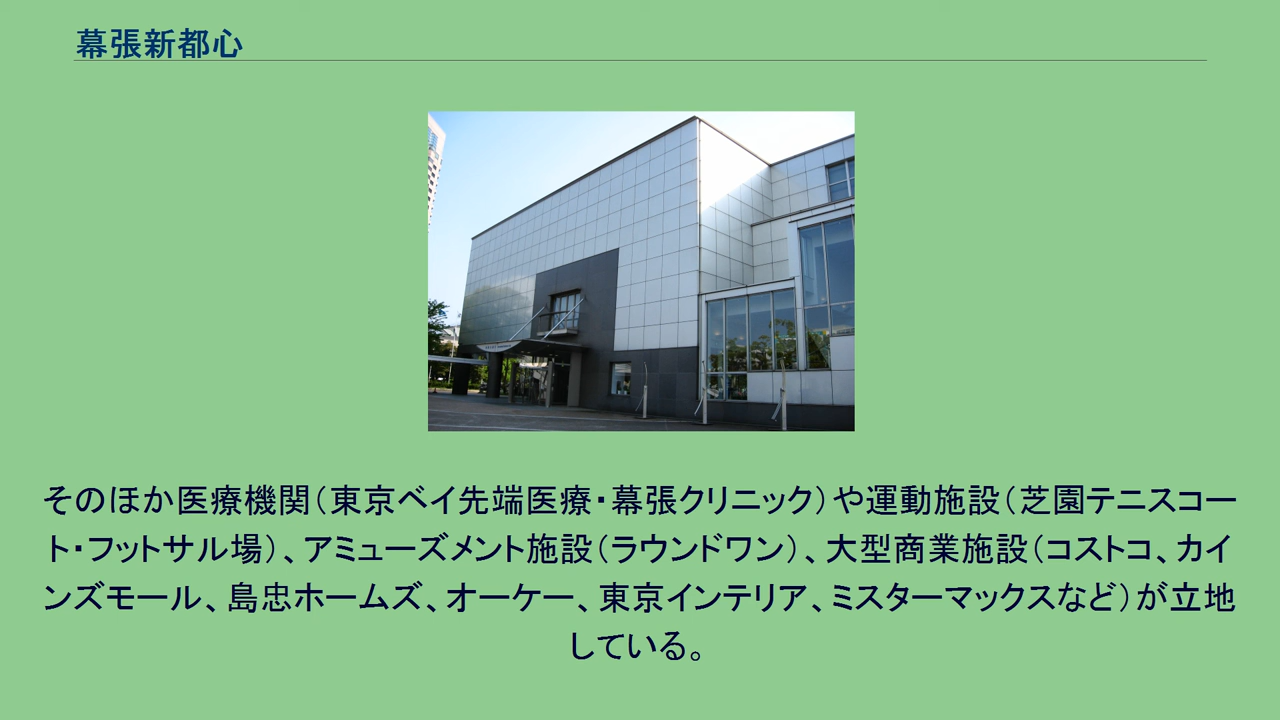 幕張新都心
そのほか医療機関（東京ベイ先端医療・幕張クリニック）や運動施設（芝園テニスコー
ト・フットサル場）、アミューズメント施設（ラウンドワン）、大型商業施設（コストコ、カイ
ンズモール、島忠ホームズ、オーケー、東京インテリア、ミスターマックスなど）が立地
している。